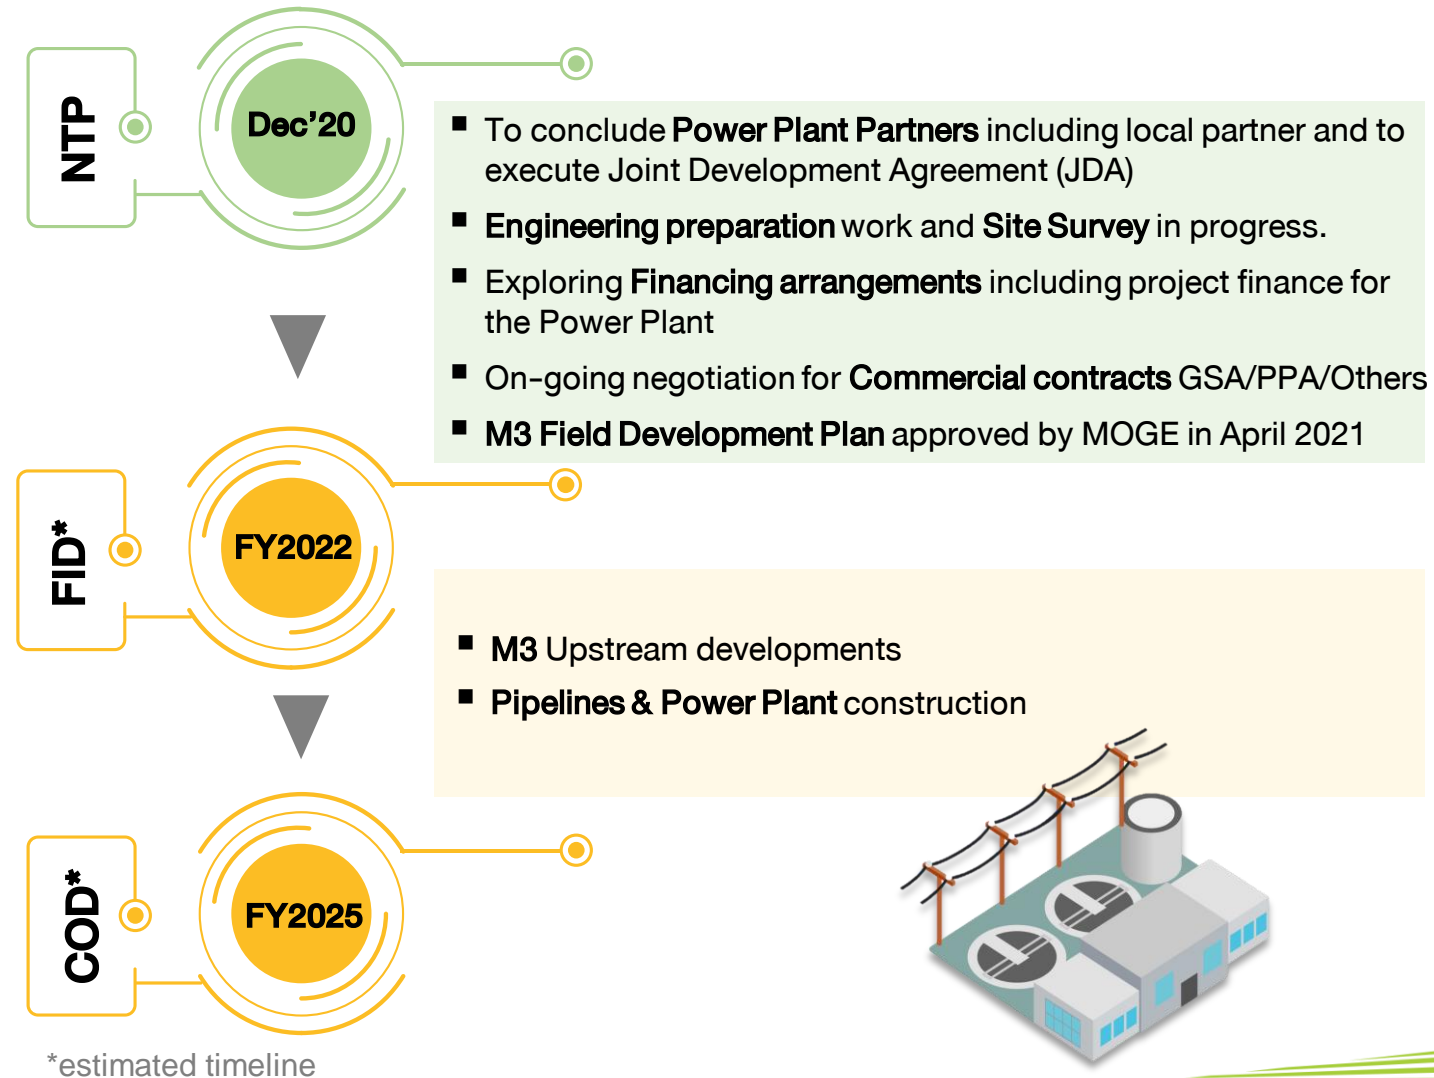 NTP
Dec’20
▪ To conclude Power Plant Partners including local partner and to
execute Joint Development Agreement (JDA)
▪ Engineering preparation work and Site Survey in progress.
▪ Exploring Financing arrangements including project finance for
the Power Plant
▪ On-going negotiation for Commercial contracts GSA/PPA/Others
▪ M3 Field Development Plan approved by MOGE in April 2021
FID*
FY2022
▪ M3 Upstream developments
▪ Pipelines & Power Plant construction
COD*
FY2025
*estimated timeline